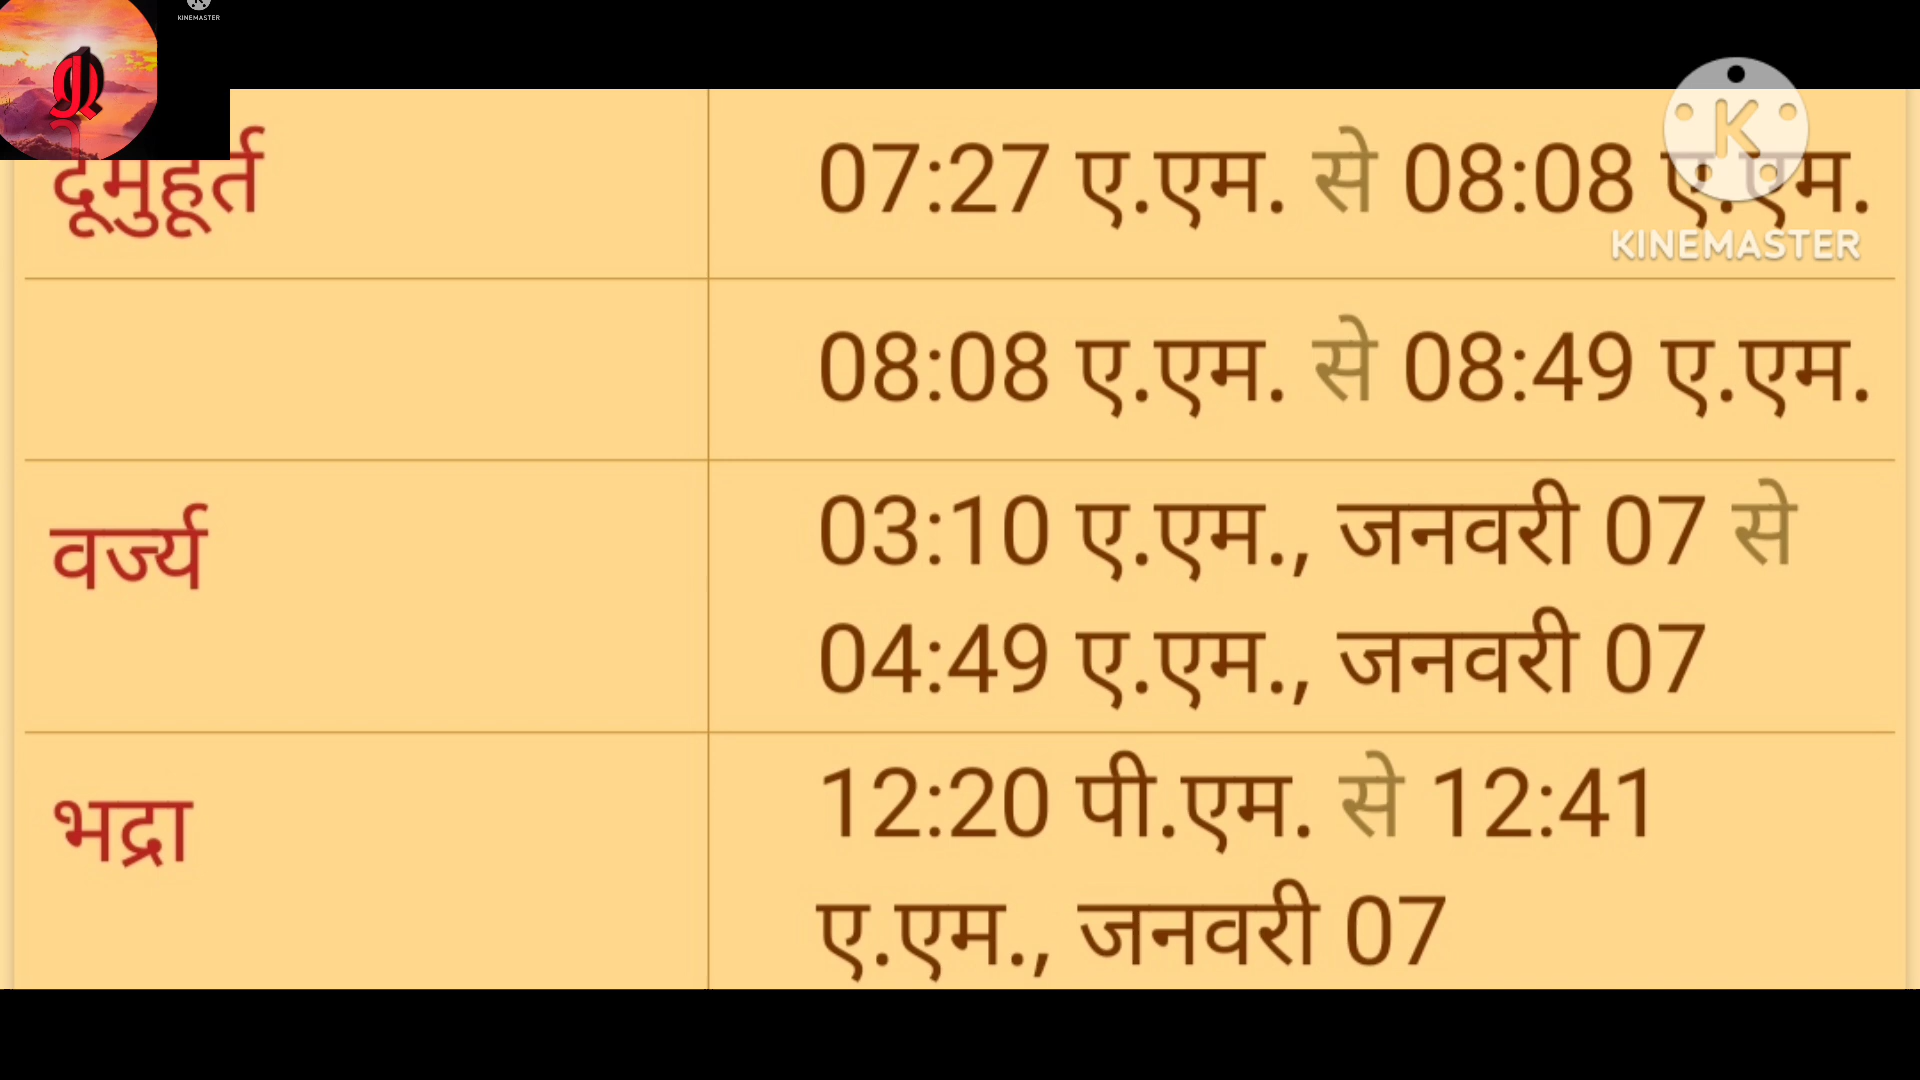 KINEMASTER
दूर्मुहूर्त 07:27 ए.एम. से 08:08 ए.एम.
KINEMASTER
08:08 ए.एम. से 08:49 ए.एम.
वर्ज्य 03:10 ए.एम., जनवरी 07 से
04:49 ए.एम., जनवरी 07
भद्रा 12:20 पी.एम. से 12:41
ए.एम., जनवरी 07